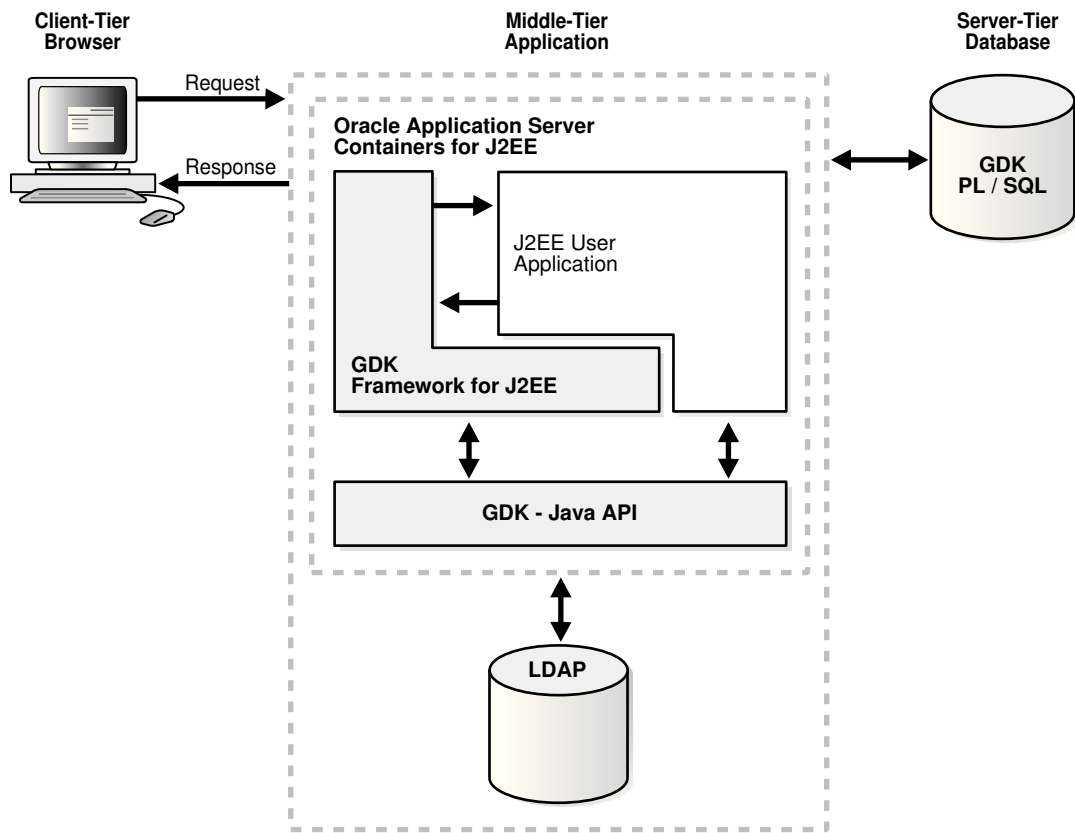 Client-Tier
Browser
Middle-Tier
Application
Server-Tier
Database
Request
Response
Oracle Application Server
Containers for J2EE
GDK
PL / SQL
J2EE User
Application
GDK
Framework for J2EE
GDK - Java API
LDAP